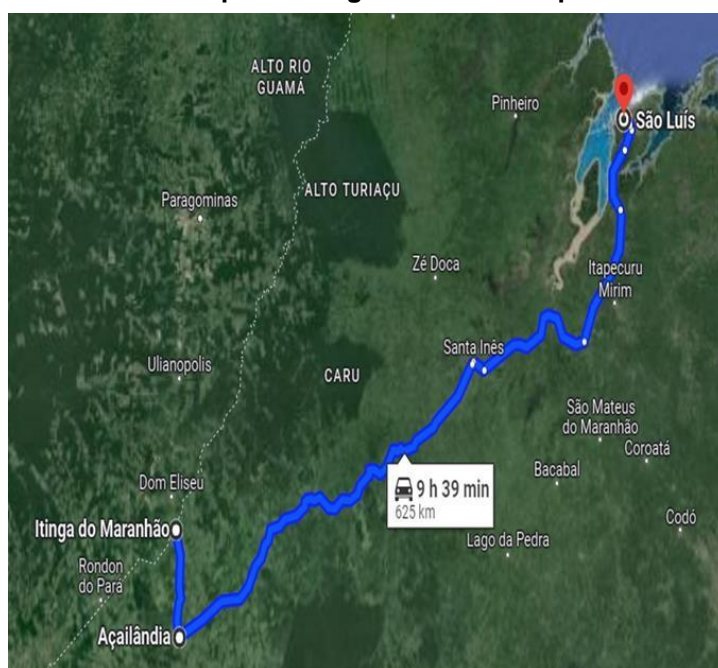 ALTO RIO
GUAMÁ
Pinheiro
São Luís
ALTO TURIAÇU
Paragominas
Zé Doca
Itapecuru
Mirim
Santa Inês
Ulianopolis
CARU
São Mateus
do Maranhão
Coroatá
Bacabal
9 h 39 min
625 km
Dom Eliseu
Itinga do Maranhão
Codó
Lago da Pedra
Rondon
do Pará
Açailândia